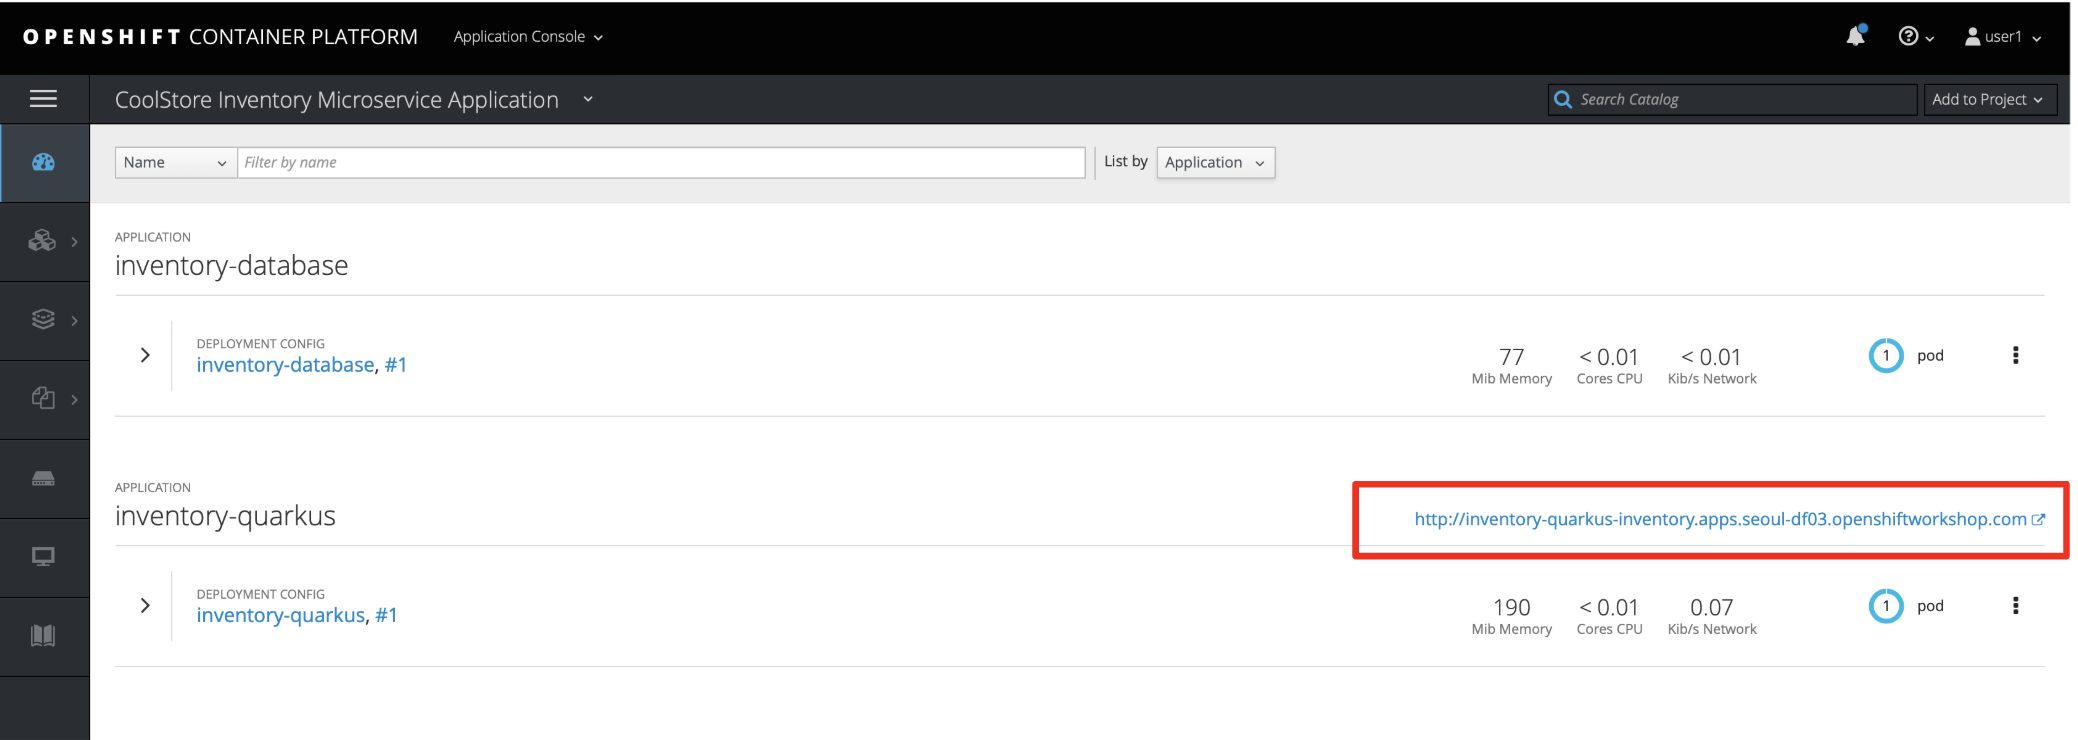 OPENSHIFT CONTAINER PLATFORM Application Console user1
CoolStore Inventory Microservice Application Search Catalog Add to Project
Name Filter by name List by Application
APPLICATION
inventory-database
DEPLOYMENT CONFIG
inventory-database, #1
77 < 0.01 < 0.01 1 pod
Mib Memory Cores CPU Kib/s Network
APPLICATION
inventory-quarkus http://inventory-quarkus-inventory.apps.seoul-df03.openshiftworkshop.com
DEPLOYMENT CONFIG
inventory-quarkus, #1
190 < 0.01 0.07 1 pod
Mib Memory Cores CPU Kib/s Network